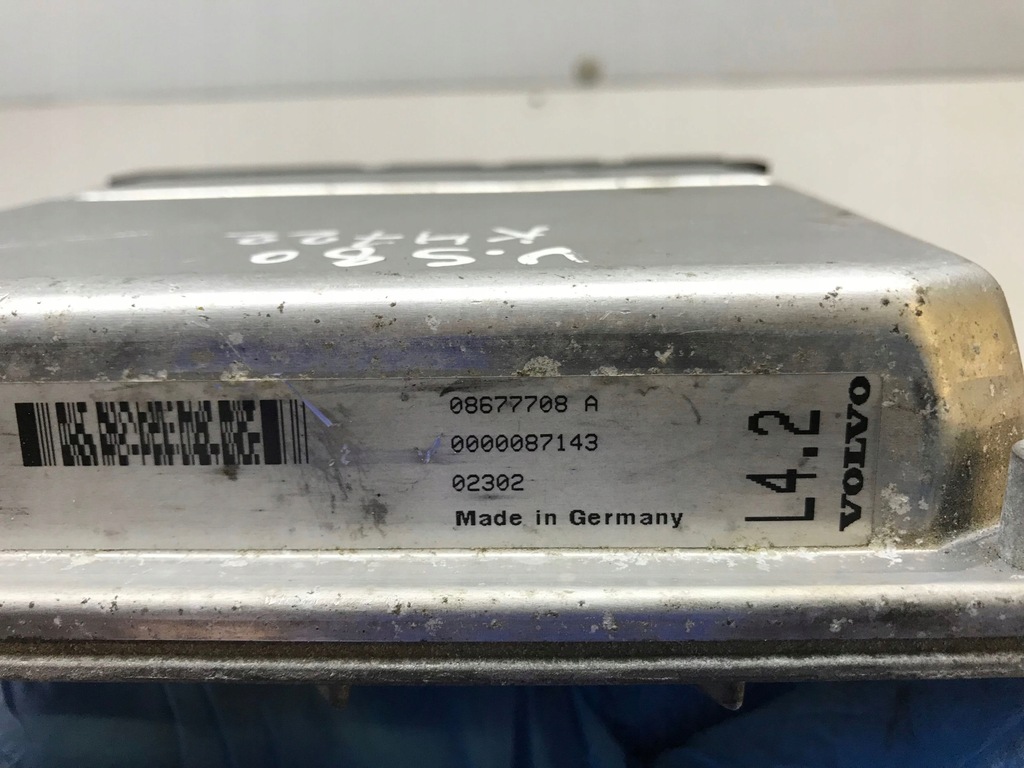 08677708 A
0000087143
02302
Made in Germany
L4.2
VOLVO